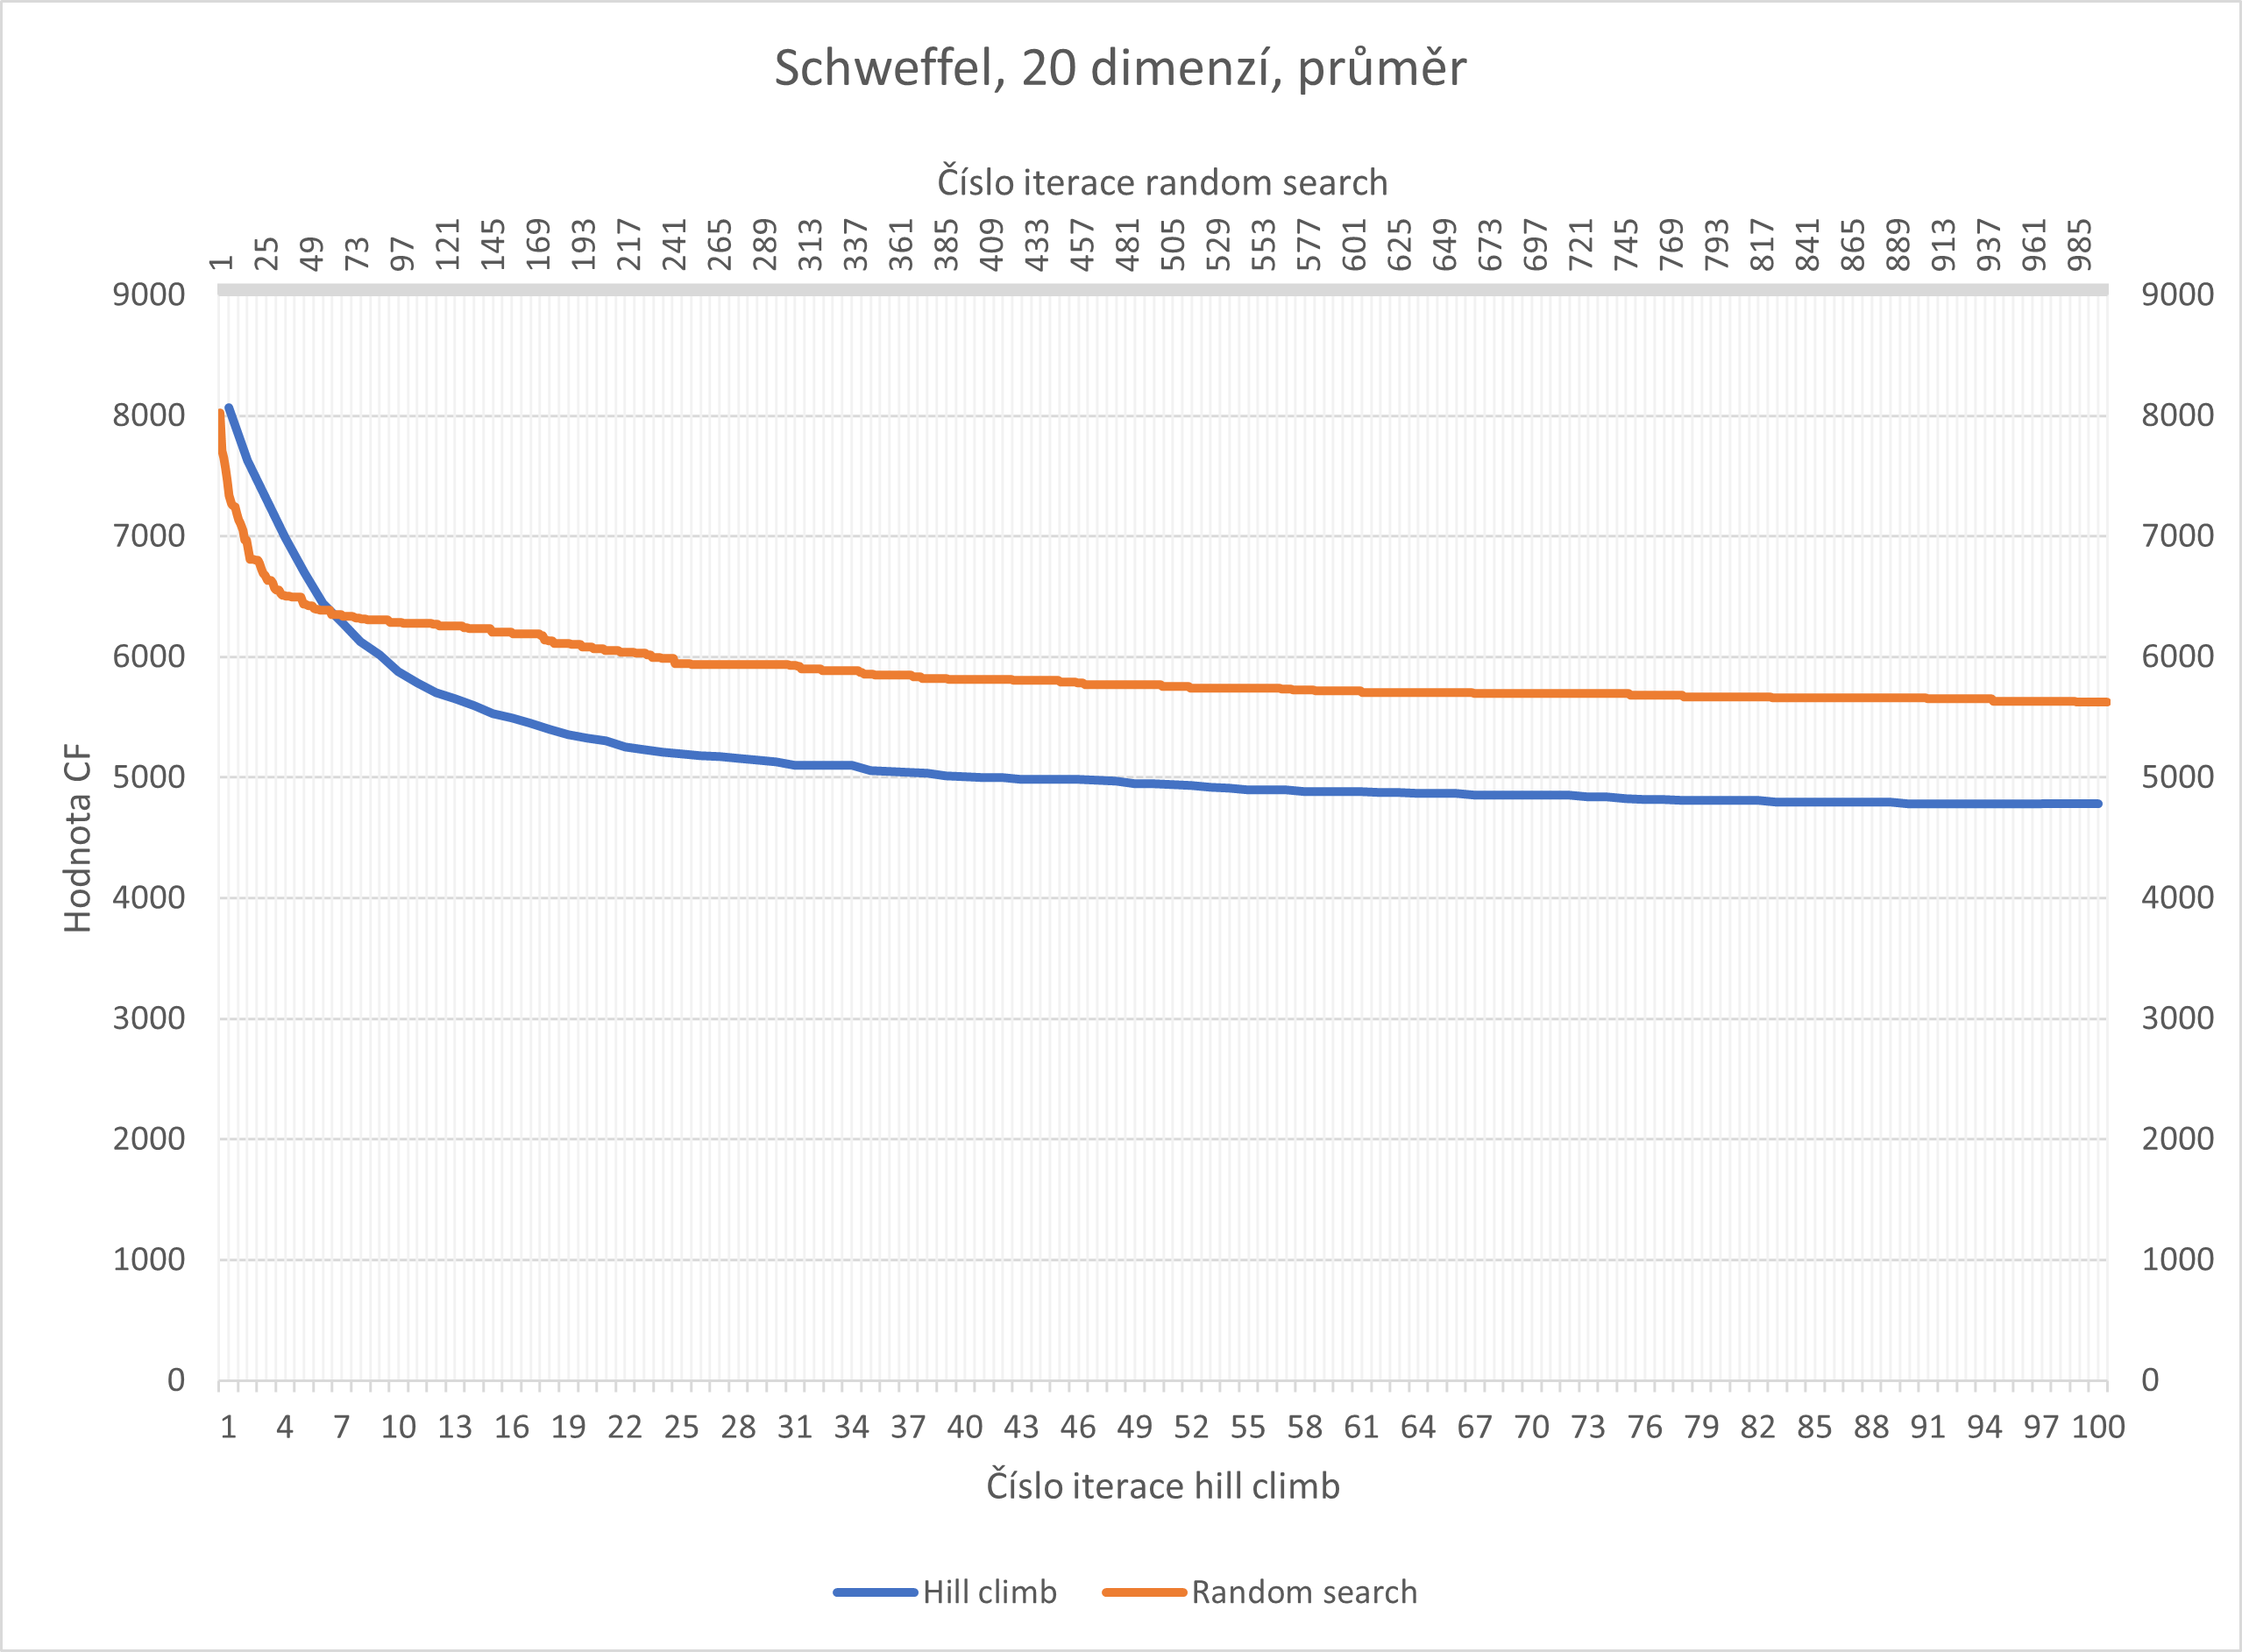 Schweffel, 20 dimenzí, průměr
Číslo iterace random search
1 25 49 73 97 121 145 169 193 217 241 265 289 313 337 361 385 409 433 457 481 505 529 553 577 601 625 649 673 697 721 745 769 793 817 841 865 889 913 937 961 985
9000 9000
8000 8000
7000 7000
6000 6000
5000 5000
4000 4000
3000 3000
2000 2000
1000 1000
0 0
Hodnota CF
1 4 7 10 13 16 19 22 25 28 31 34 37 40 43 46 49 52 55 58 61 64 67 70 73 76 79 82 85 88 91 94 97 100
Číslo iterace hill climb
Hill climb Random search